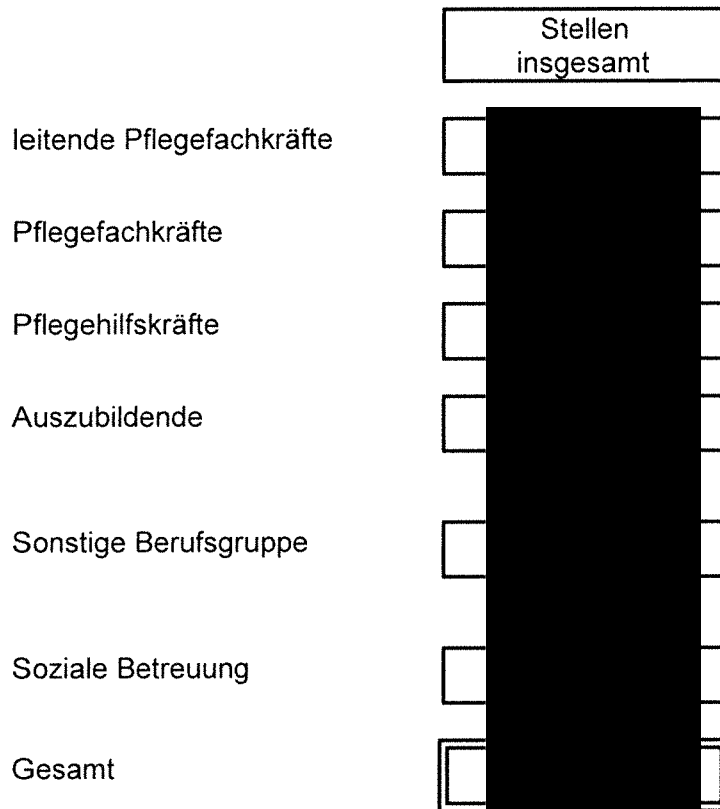 Stellen
insgesamt
leitende Pflegefachkräfte
Pflegefachkräfte
Pflegehilfskräfte
Auszubildende
Sonstige Berufsgruppe
Soziale Betreuung
Gesamt